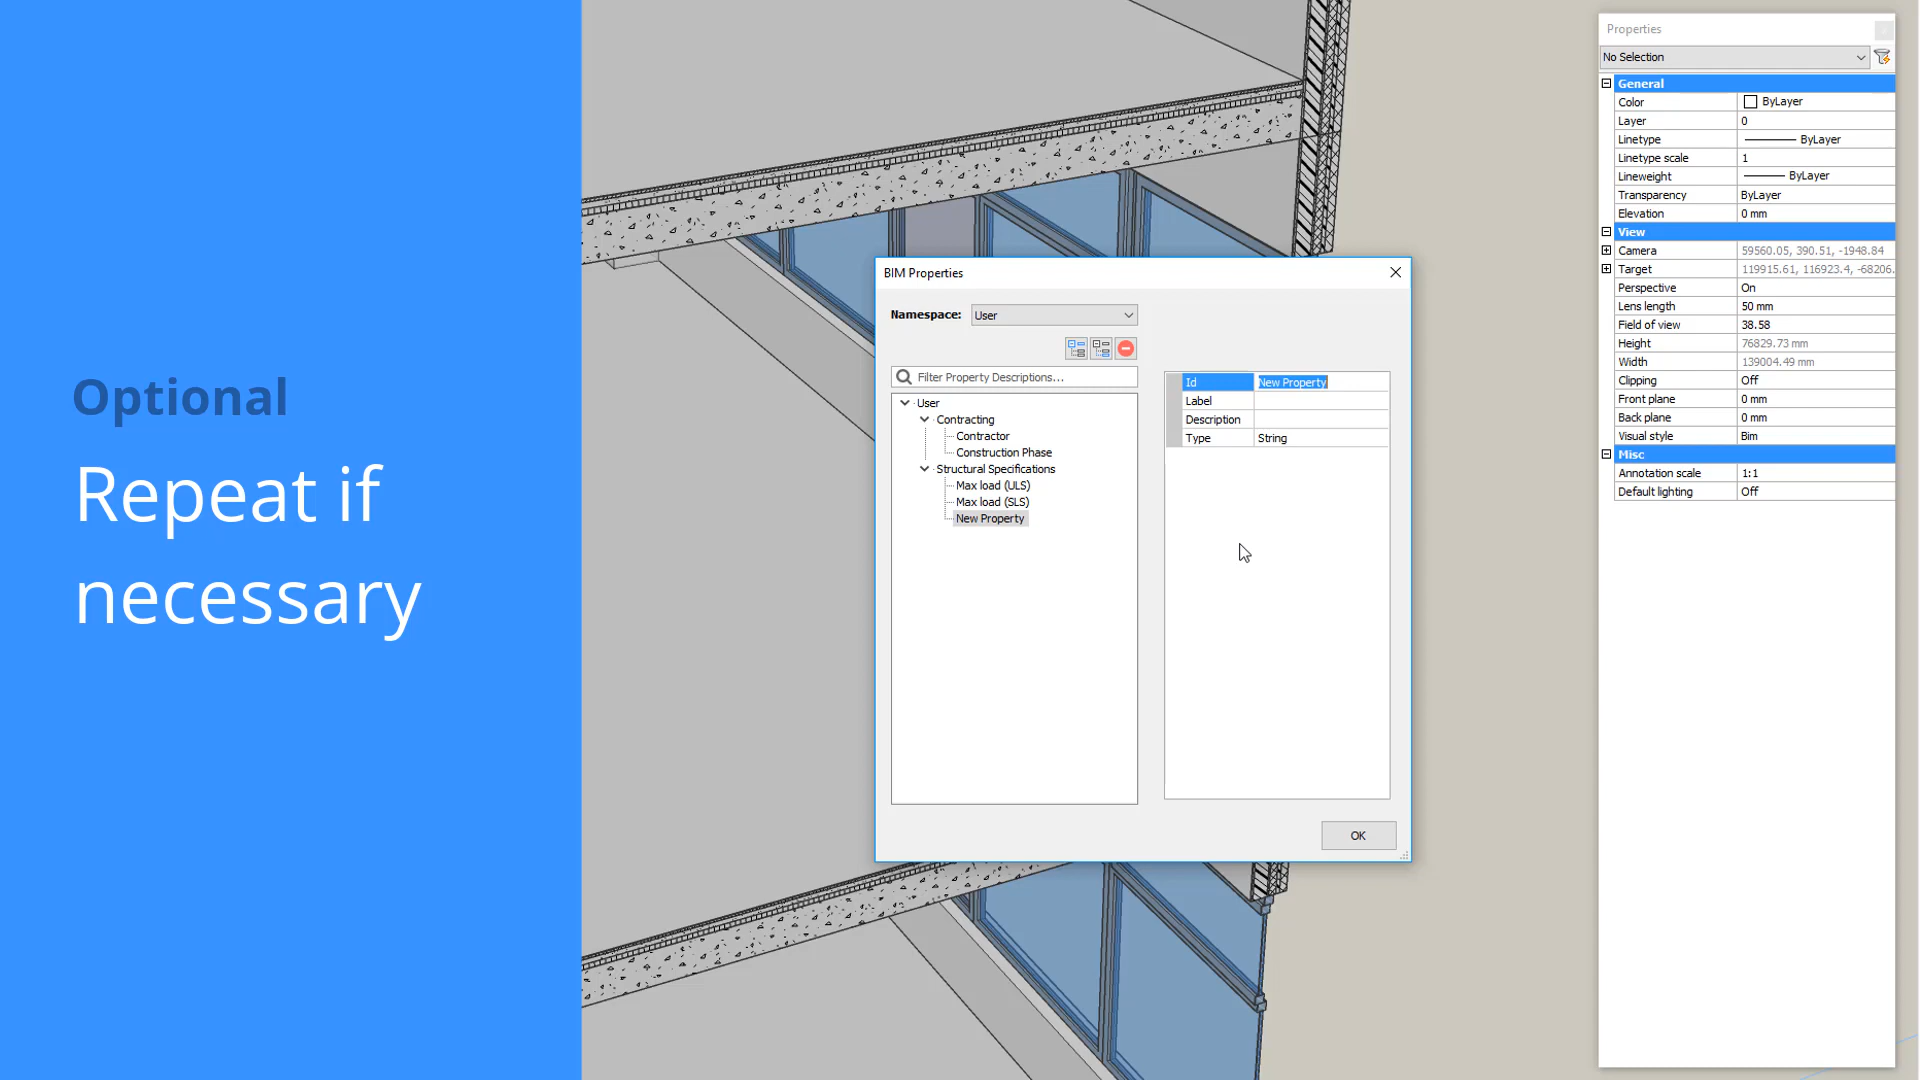 Optional
Repeat if
necessary
BIM Properties
Namespace: User
Filter Property Descriptions...
User
Contracting
Contractor
Construction Phase
Structural Specifications
Max load (ULS)
Max load (SLS)
New Property
Id New Property
Label
Description
Type String
OK
Properties
No Selection
General
Color ByLayer
Layer 0
Linetype ByLayer
Linetype scale 1
Lineweight ByLayer
Transparency ByLayer
Elevation 0 mm
View
Camera 59560.05, 390.51, -1948.84
Target 119915.61, 116923.4, -68206.
Perspective On
Lens length 50 mm
Field of view 38.58
Height 76829.73 mm
Width 139004.49 mm
Clipping Off
Front plane 0 mm
Back plane 0 mm
Visual style Bim
Misc
Annotation scale 1:1
Default lighting Off